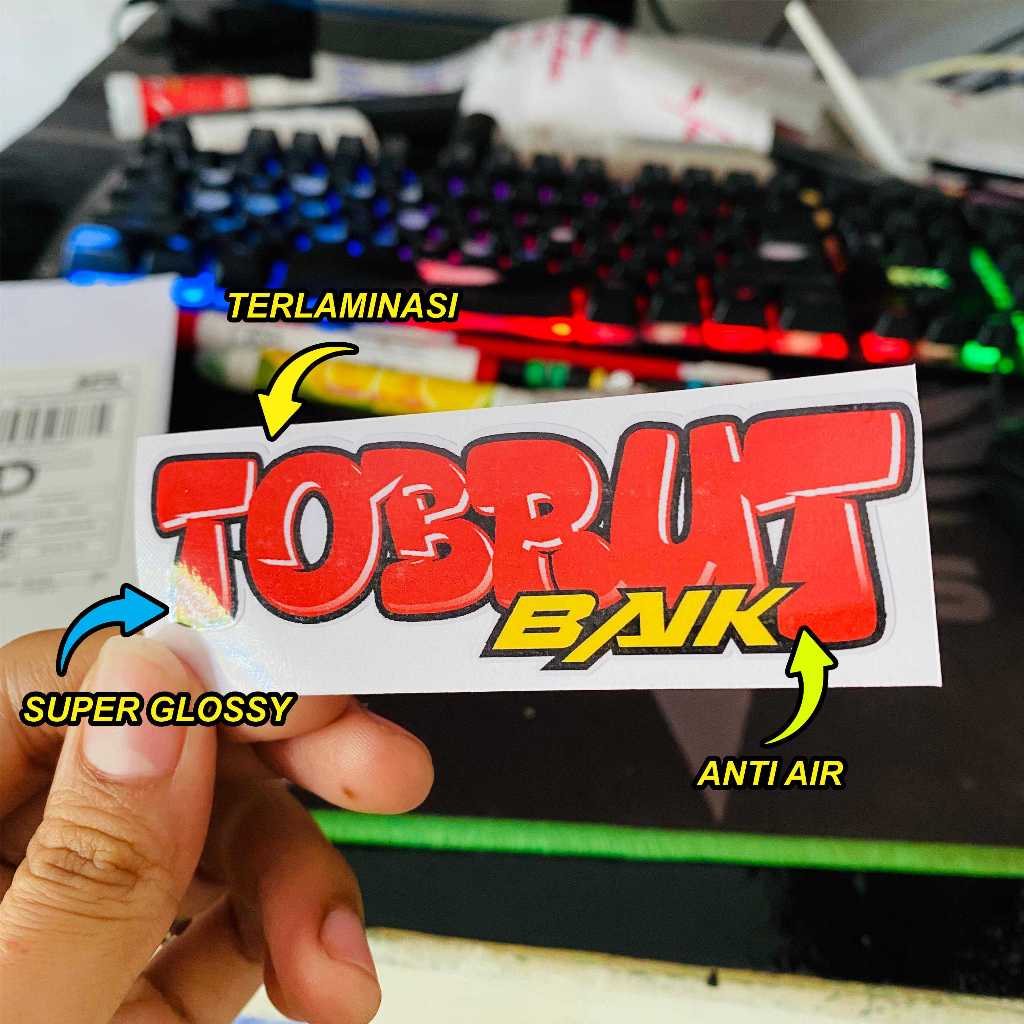 TERLAMINASI
TOBRUT
BAIK
SUPER GLOSSY
ANTI AIR